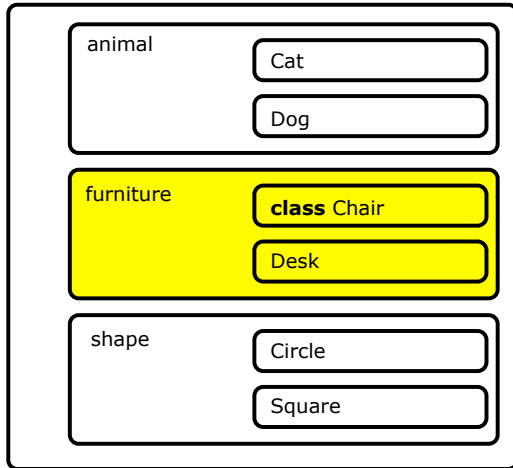 animal
Cat
Dog
furniture
class Chair
Desk
shape
Circle
Square